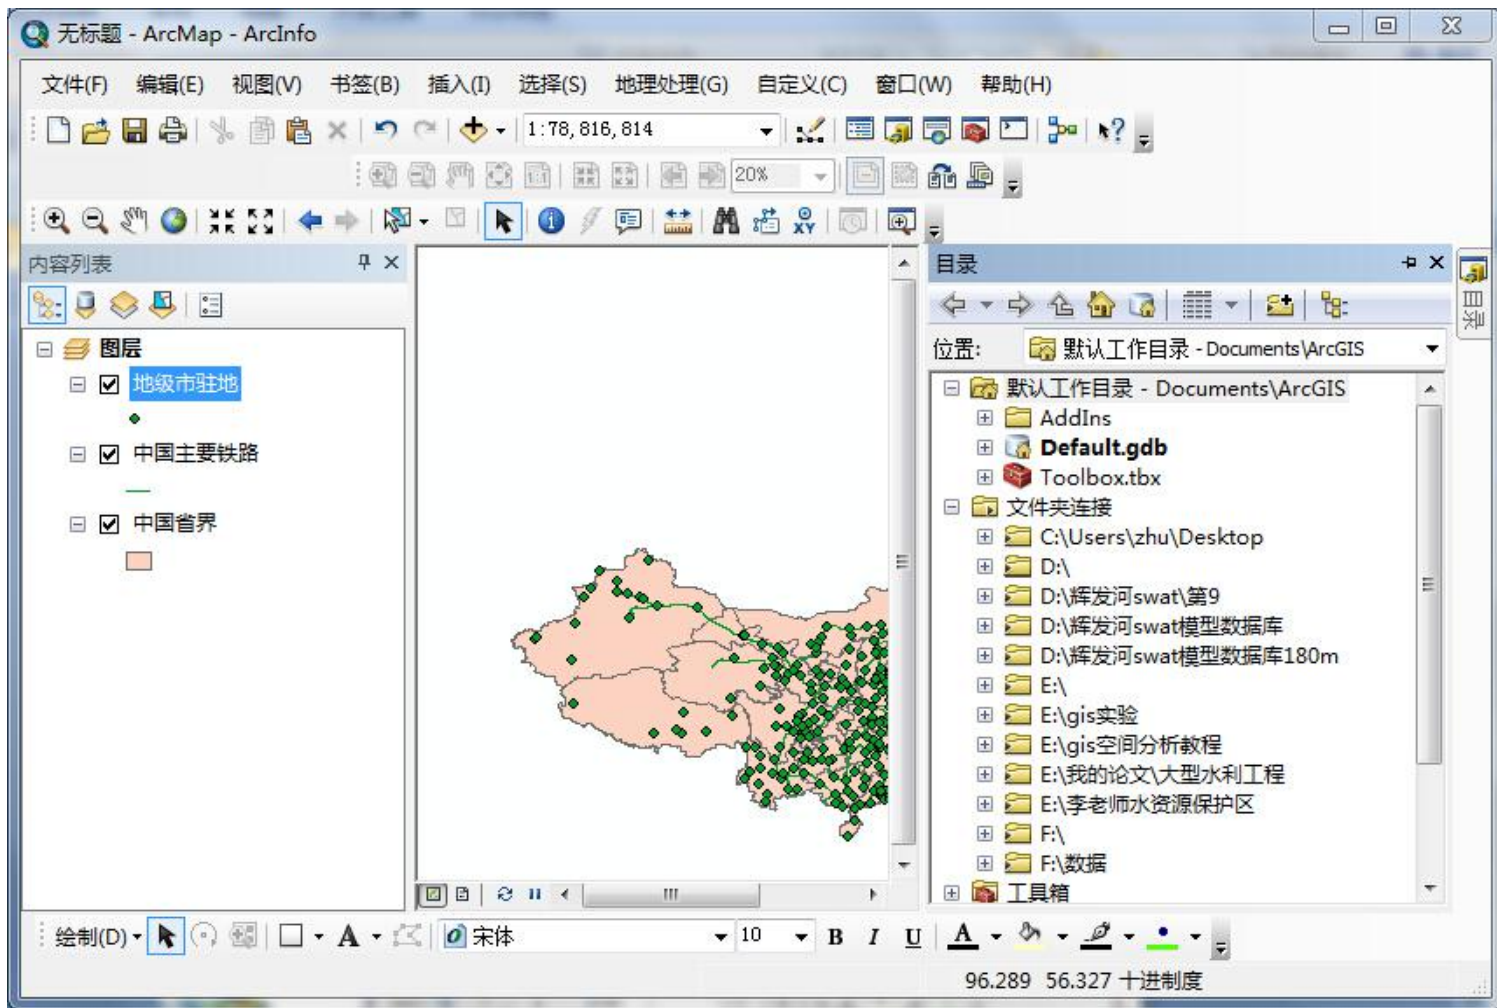 无标题 - ArcMap - ArcInfo
文件(F) 编辑(E) 视图(V) 书签(B) 插入(I) 选择(S) 地理处理(G) 自定义(C) 窗口(W) 帮助(H)
1:78,816,814
1:1 20%
XY
内容列表
图层
地级市驻地
中国主要铁路
中国省界
目录
目录
位置: 默认工作目录 - Documents\ArcGIS
默认工作目录 - Documents\ArcGIS
AddIns
Default.gdb
Toolbox.tbx
文件夹连接
C:\Users\zhu\Desktop
D:\
D:\辉发河swat\第9
D:\辉发河swat模型数据库
D:\辉发河swat模型数据库180m
E:\
E:\gis实验
E:\gis空间分析教程
E:\我的论文\大型水利工程
E:\李老师水资源保护区
F:\
F:\数据
工具箱
绘制(D) A 宋体 10 B I U A
96.289 56.327 十进制度